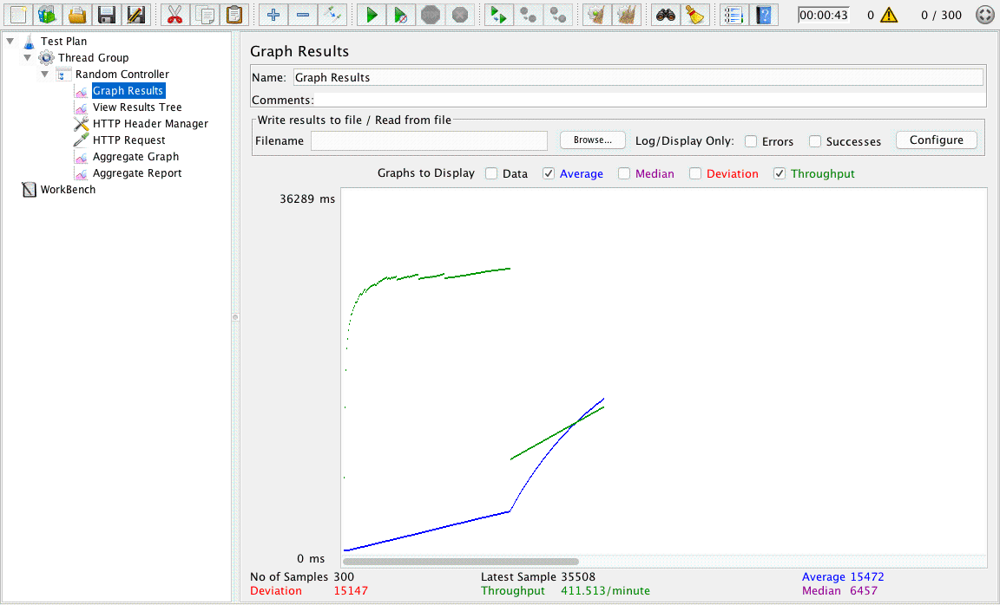 00:00:43 0 0 / 300
Test Plan
Thread Group
Random Controller
Graph Results
View Results Tree
HTTP Header Manager
HTTP Request
Aggregate Graph
Aggregate Report
WorkBench
Graph Results
Name: Graph Results
Comments:
Write results to file / Read from file
Filename Browse... Log/Display Only: Errors Successes Configure
Graphs to Display Data Average Median Deviation Throughput
36289 ms
0 ms
No of Samples 300 Latest Sample 35508 Average 15472
Deviation 15147 Throughput 411.513/minute Median 6457